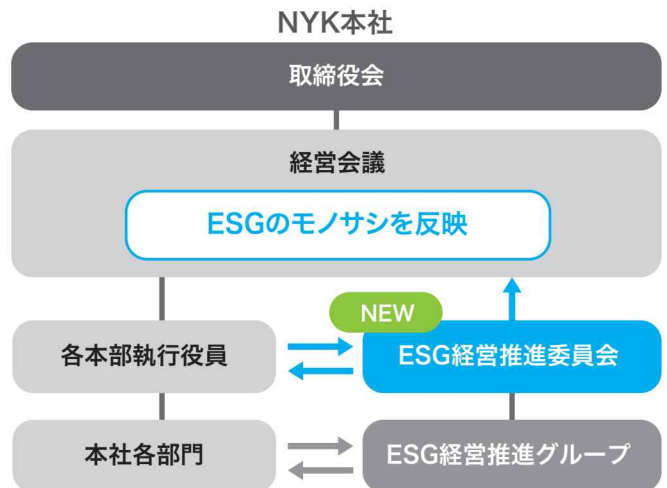 NYK本社
取締役会
経営会議
ESGのモノサシを反映
NEW
各本部執行役員
ESG経営推進委員会
本社各部門
ESG経営推進グループ